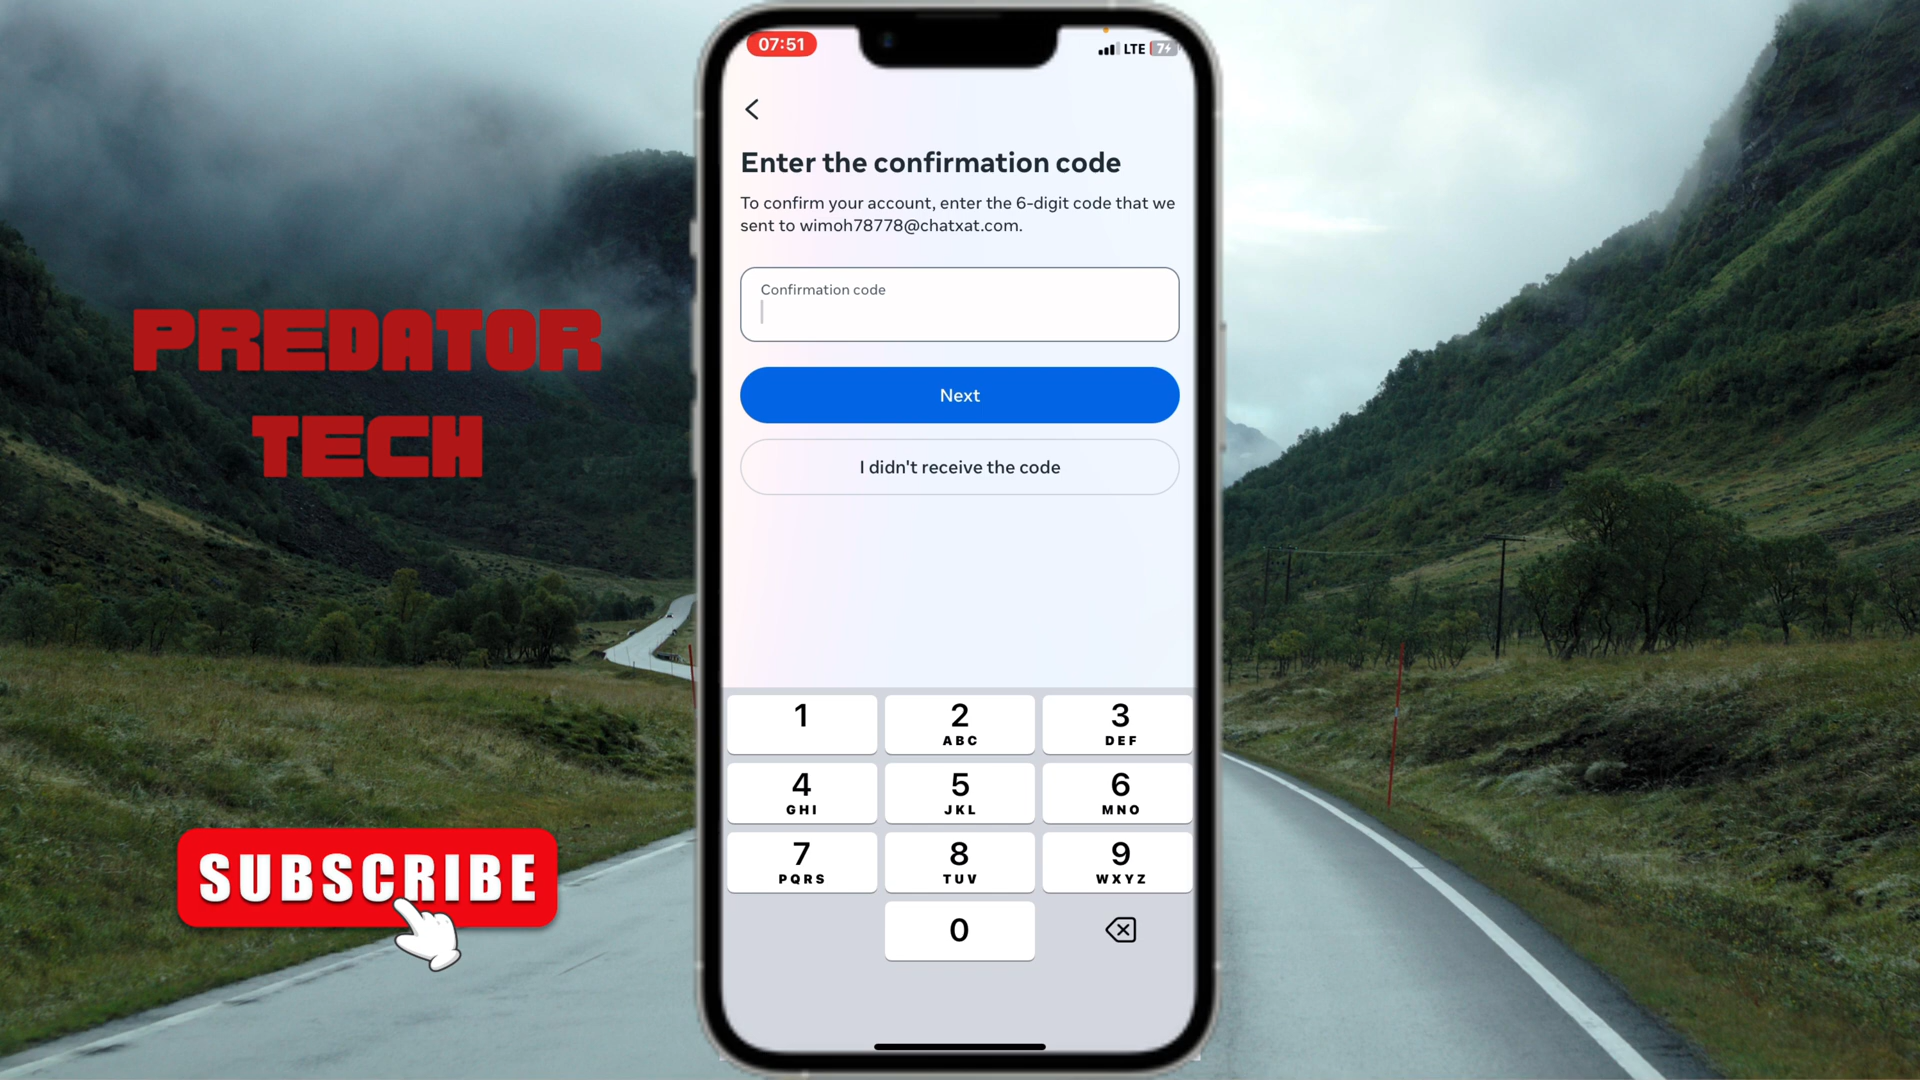 07:51
LTE
7
Enter the confirmation code
To confirm your account, enter the 6-digit code that we
sent to wimoh78778@chatxat.com.
Confirmation code
Next
I didn't receive the code
PREDATOR
TECH
SUBSCRIBE
1
2
ABC
3
DEF
4
GHI
5
JKL
6
MNO
7
PQRS
8
TUV
9
WXYZ
0